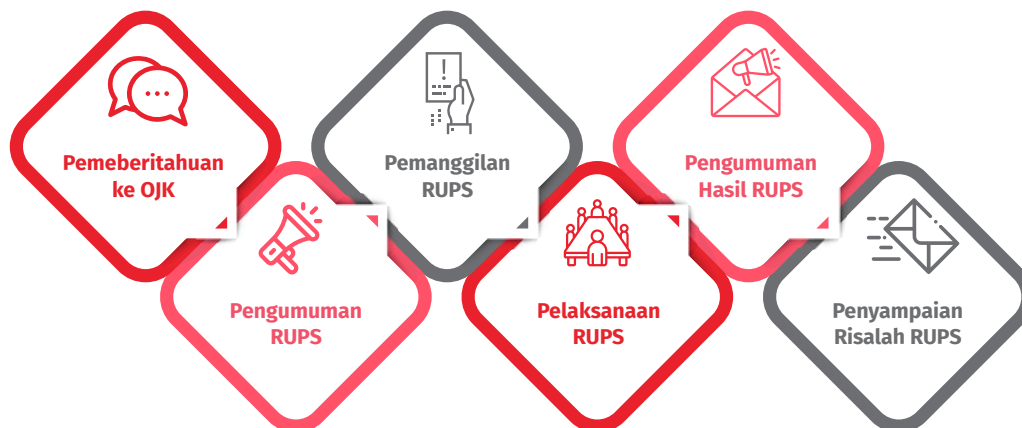 Pemeberitahuan
ke OJK
Pengumuman
RUPS
Pemanggilan
RUPS
Pelaksanaan
RUPS
Pengumuman
Hasil RUPS
Penyampaian
Risalah RUPS